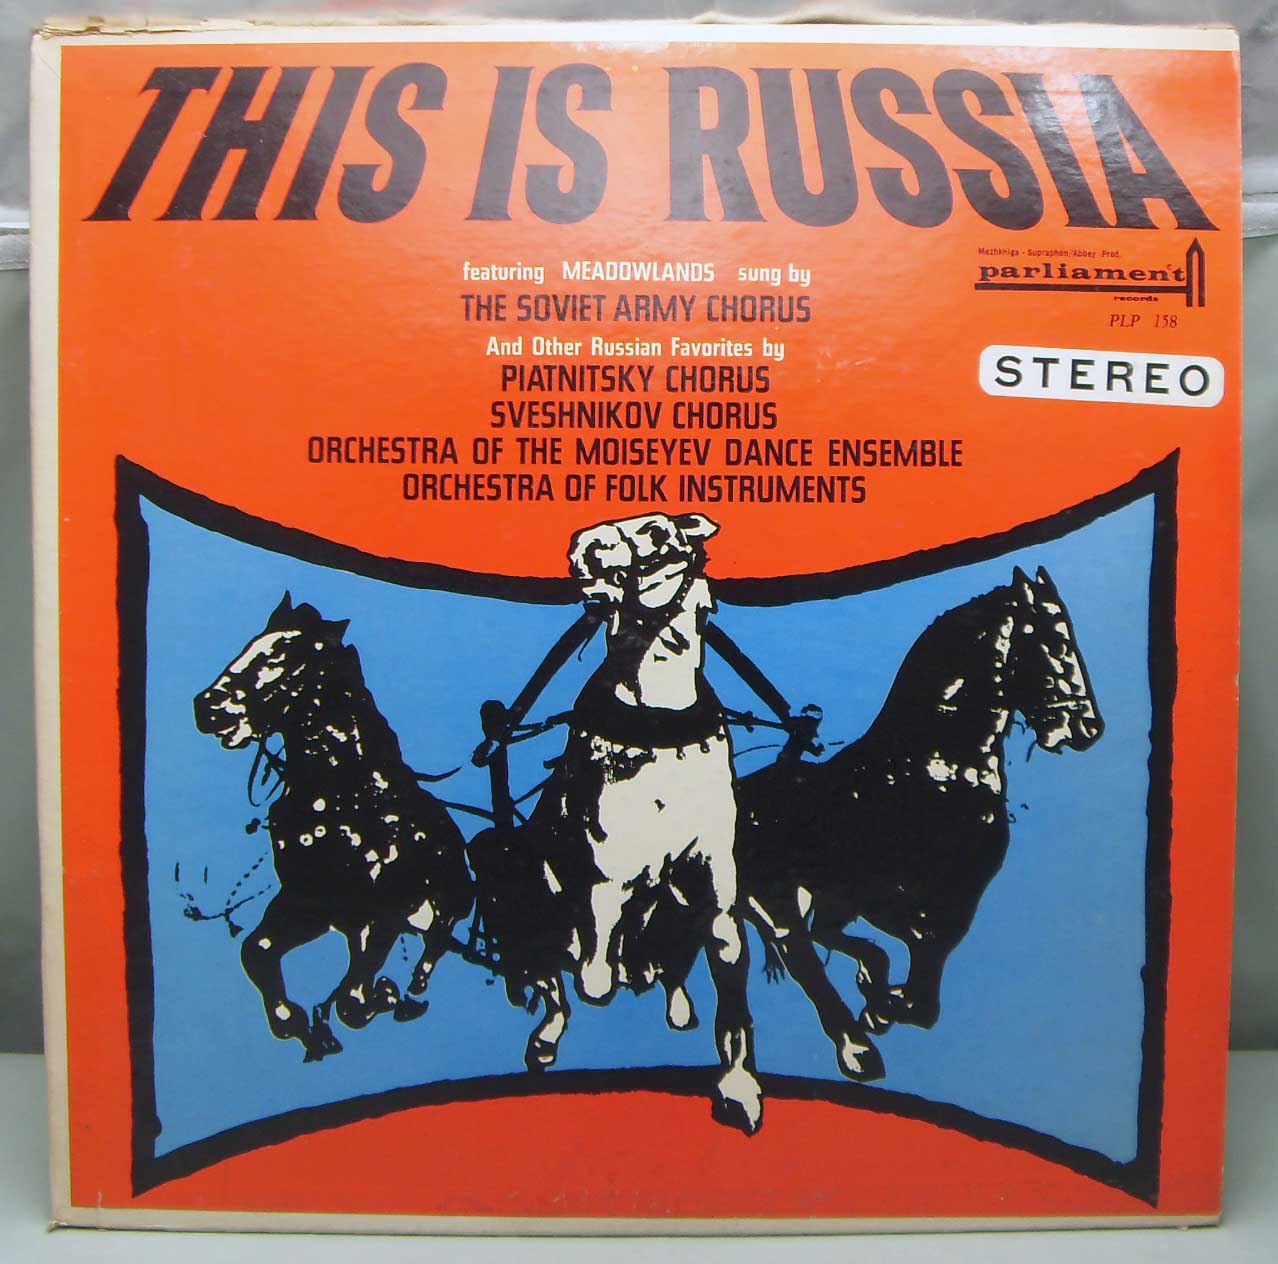 THIS IS RUSSIA
featuring MEADOWLANDS sung by
THE SOVIET ARMY CHORUS
And Other Russian Favorites by
PIATNITSKY CHORUS
SVESHNIKOV CHORUS
ORCHESTRA OF THE MOISEYEV DANCE ENSEMBLE
ORCHESTRA OF FOLK INSTRUMENTS
Mezhkniga - Supraphon/Abbey Prod.
parliament
records
PLP 158
STEREO